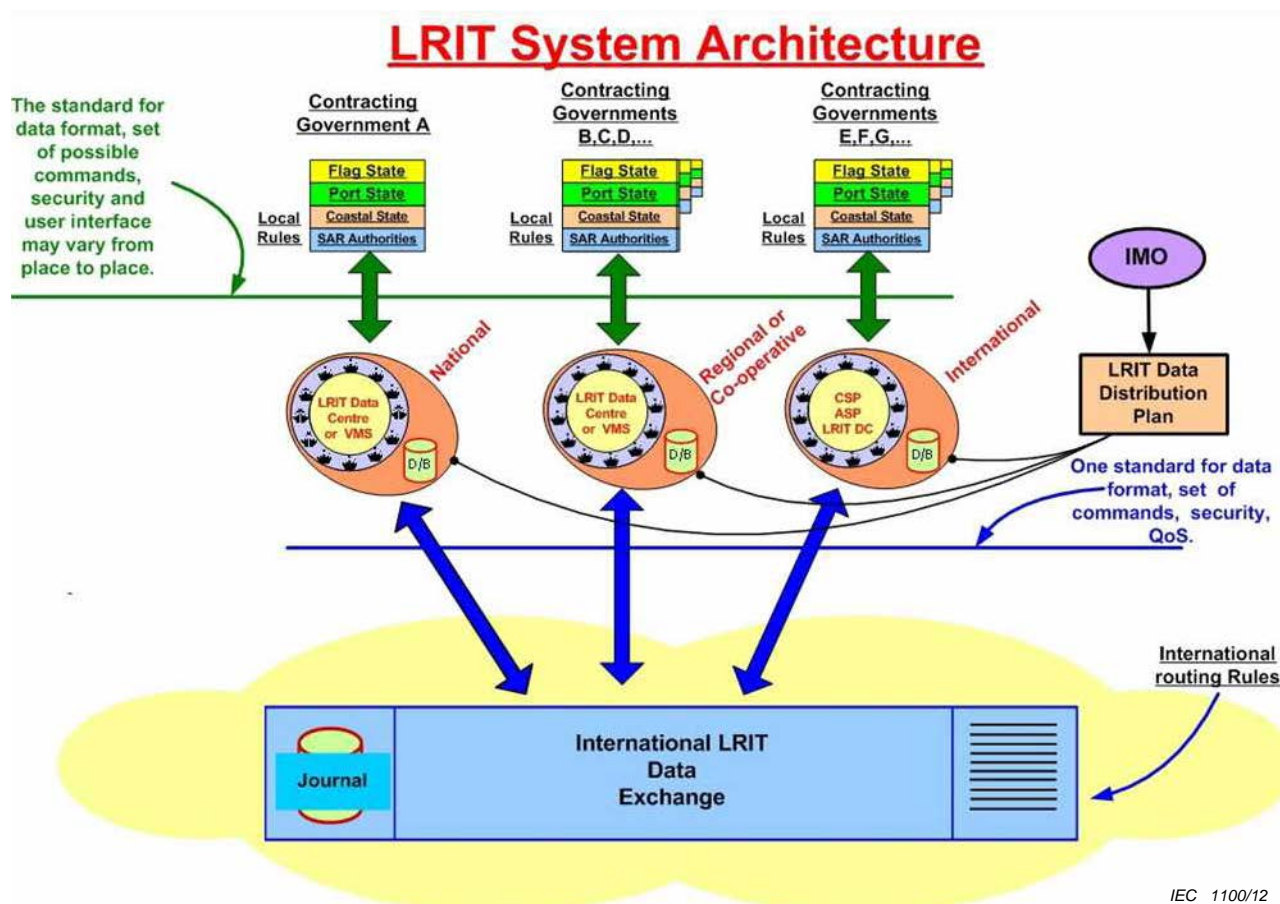 LRIT System Architecture
The standard for
data format, set
of possible
commands,
security and
user interface
may vary from
place to place.
Contracting
Government A
Contracting
Governments
B,C,D,...
Contracting
Governments
E,F,G,...
Local
Rules
Flag State
Port State
Coastal State
SAR Authorities
Local
Rules
Flag State
Port State
Coastal State
SAR Authorities
Local
Rules
Flag State
Port State
Coastal State
SAR Authorities
IMO
LRIT Data
Distribution
Plan
National
LRIT Data
Centre
or VMS
D/B
Regional or
Co-operative
LRIT Data
Centre
or VMS
D/B
International
CSP
ASP
LRIT DC
D/B
One standard for data
format, set of
commands, security,
QoS.
International
routing Rules
Journal
International LRIT
Data
Exchange
IEC 1100/12